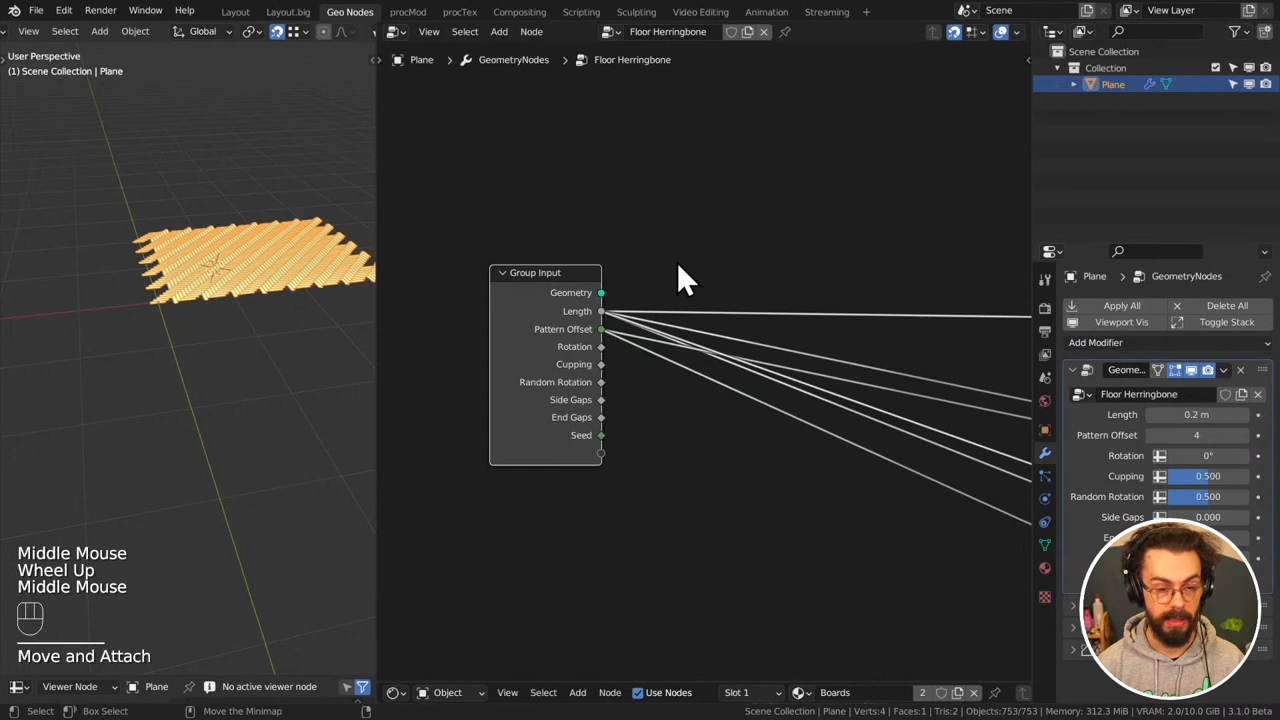 File Edit Render Window Help Layout Layout.big Geo Nodes procMod procTex Compositing Scripting Sculpting Video Editing Animation Streaming + Scene View Layer
View Select Add Object Global View Select Add Node Floor Herringbone
User Perspective
(1) Scene Collection | Plane
Plane GeometryNodes Floor Herringbone
Scene Collection
Collection
Plane
Group Input
Geometry
Length
Pattern Offset
Rotation
Cupping
Random Rotation
Side Gaps
End Gaps
Seed
Plane GeometryNodes
Apply All Delete All
Viewport Vis Toggle Stack
Add Modifier
Geome...
Floor Herringbone
Length 0.2 m
Pattern Offset 4
Rotation 0°
Cupping 0.500
Random Rotation 0.500
Side Gaps 0.000
Middle Mouse
Wheel Up
Middle Mouse
Move and Attach
Viewer Node Plane No active viewer node Object View Select Add Node Use Nodes Slot 1 Boards 2
Select Box Select Move the Minimap Scene Collection | Plane | Verts:4 | Faces:1 | Tris:2 | Objects:753/753 | Memory: 312.3 MiB | VRAM: 2.0/10.0 GiB | 3.1.0 Beta